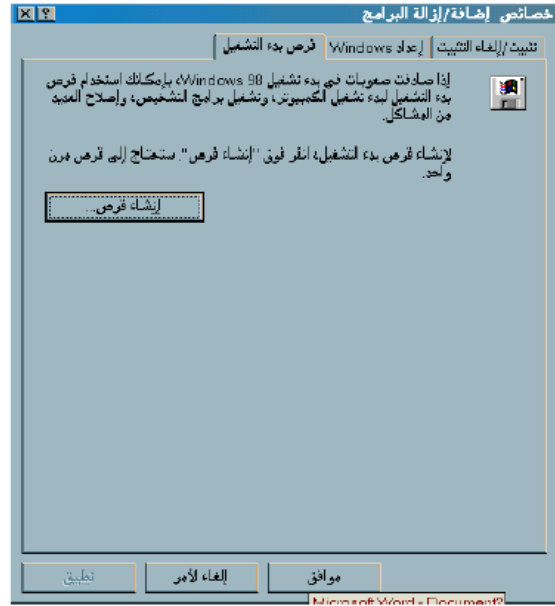 خصائص إضافة/إزالة البرامج
تثبيت/إلغاء التثبيت
إعداد Windows
قرص بدء التشغيل
إذا صادفت صعوبات في بدء تشغيل Windows 98، بإمكانك استخدام قرص
بدء التشغيل لبدء تشغيل الكمبيوتر، وتشغيل برامج التشخيص، وإصلاح العديد
من المشاكل.
لإنشاء قرص بدء التشغيل، انقر فوق "إنشاء قرص". ستحتاج إلى قرص مرن
واحد.
إنشاء قرص...
موافق
إلغاء الأمر
تطبيق
Microsoft Word - Document2